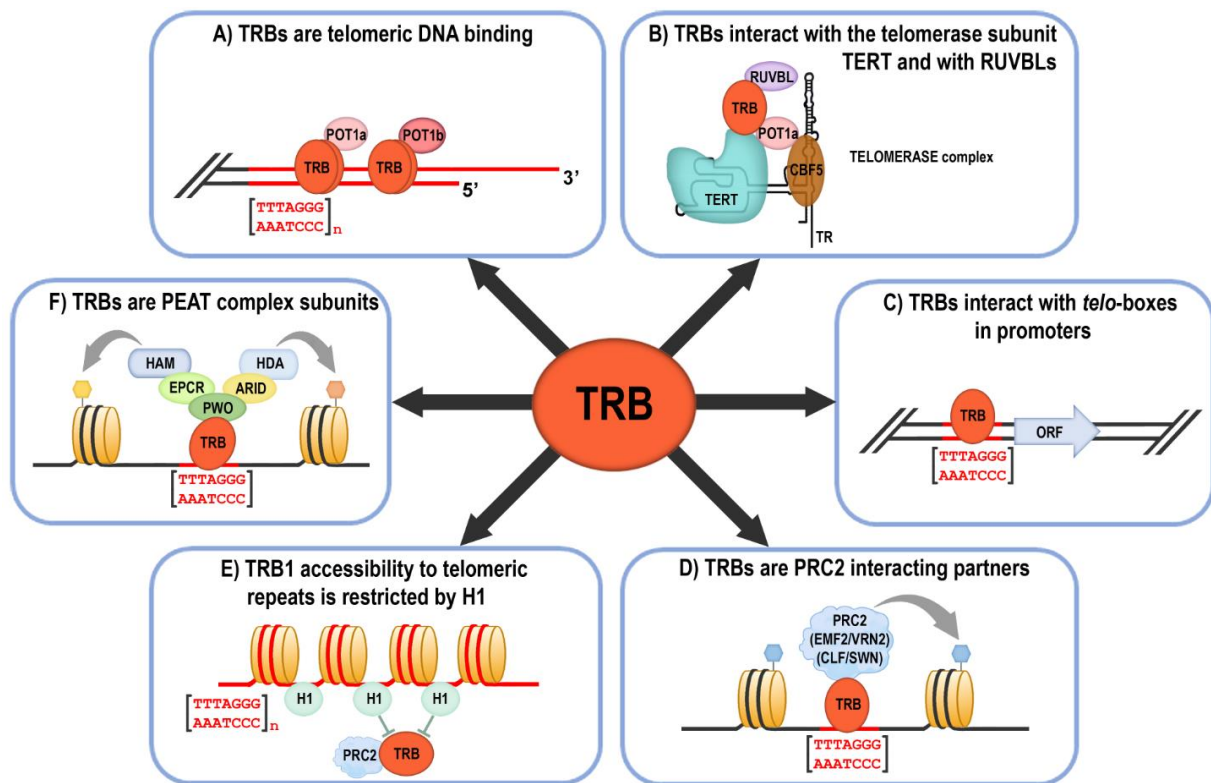 A) TRBs are telomeric DNA binding
POT1a
POT1b
TRB
TRB
3’
5’
[TTTAGGG
AAATCCC]n
B) TRBs interact with the telomerase subunit
TERT and with RUVBLs
RUVBL
TRB
POT1a
TELOMERASE complex
CBF5
TERT
TR
F) TRBs are PEAT complex subunits
HAM
HDA
EPCR
ARID
PWO
TRB
[TTTAGGG
AAATCCC]
TRB
C) TRBs interact with telo-boxes
in promoters
TRB
ORF
[TTTAGGG
AAATCCC]
E) TRB1 accessibility to telomeric
repeats is restricted by H1
[TTTAGGG
AAATCCC]n
H1
H1
H1
PRC2
TRB
D) TRBs are PRC2 interacting partners
PRC2
(EMF2/VRN2)
(CLF/SWN)
TRB
[TTTAGGG
AAATCCC]